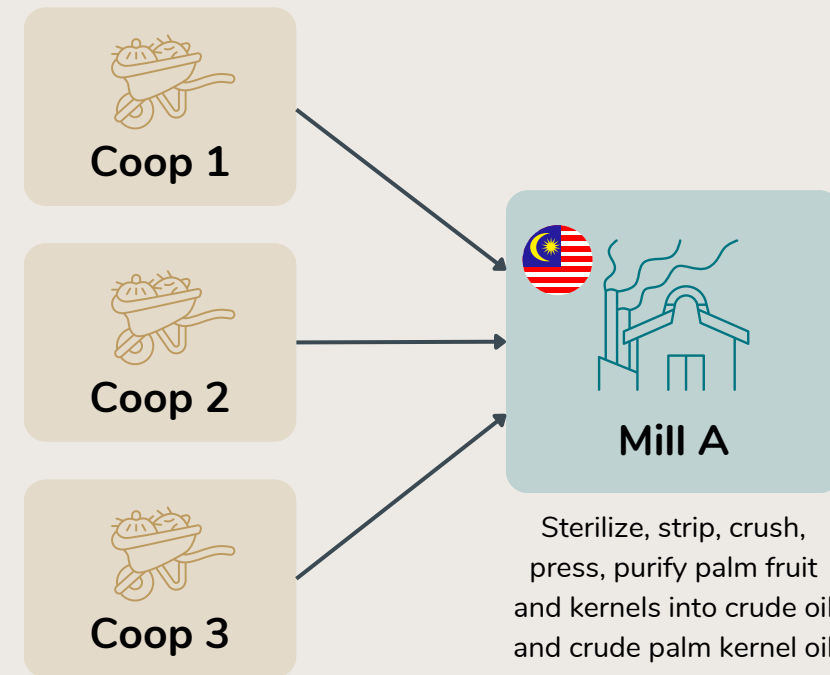 Coop 1
Coop 2
Coop 3
Mill A
Sterilize, strip, crush,
press, purify palm fruit
and kernels into crude oil
and crude palm kernel oil